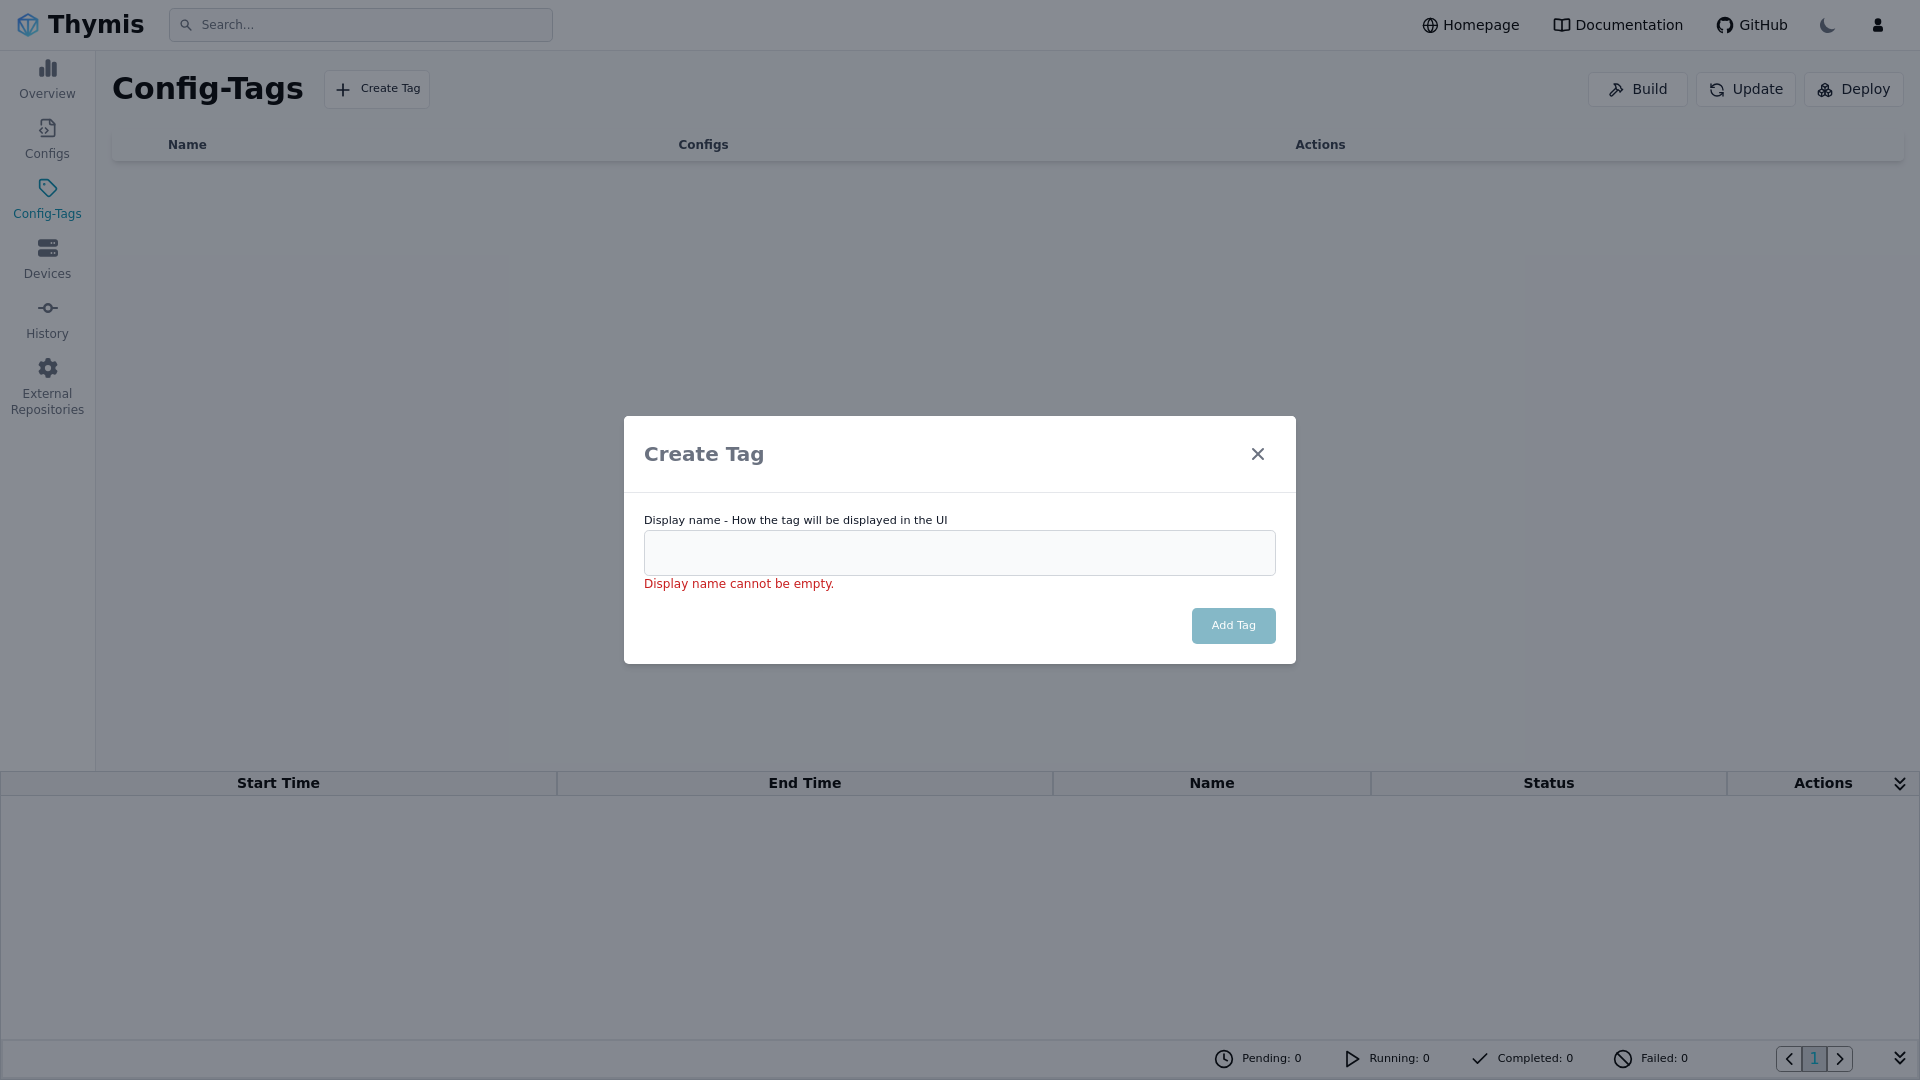 Thymis
Search...
Homepage
Documentation
GitHub
Overview
Configs
Config-Tags
Devices
History
External
Repositories
Config-Tags
Create Tag
Build
Update
Deploy
Name
Configs
Actions
Create Tag
Display name - How the tag will be displayed in the UI
Display name cannot be empty.
Add Tag
Start Time
End Time
Name
Status
Actions
Pending: 0
Running: 0
Completed: 0
Failed: 0
1